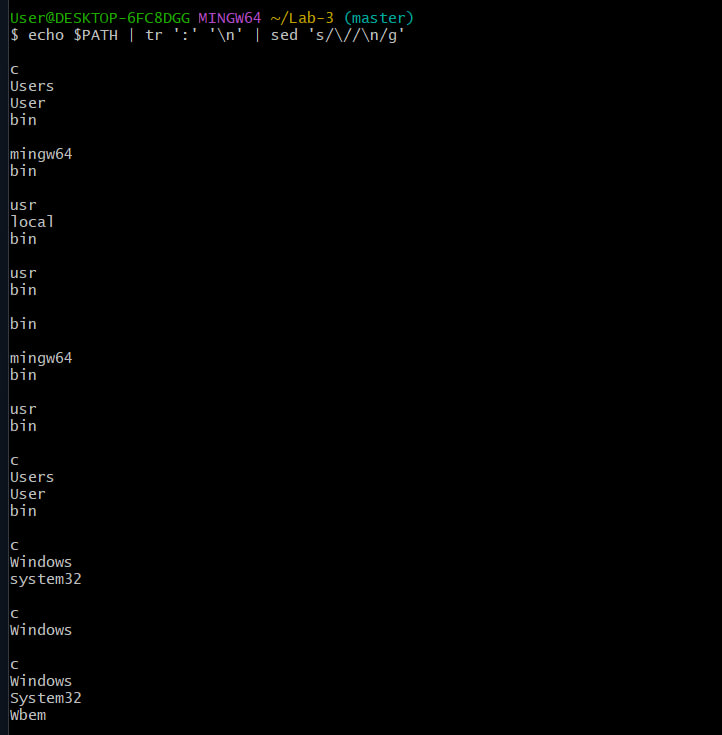 User@DESKTOP-6FC8DGG MINGW64 ~/Lab-3 (master)
$ echo $PATH | tr ':' '\n' | sed 's/\//\n/g'
c
Users
User
bin
mingw64
bin
usr
local
bin
usr
bin
bin
mingw64
bin
usr
bin
c
Users
User
bin
c
Windows
system32
c
Windows
c
Windows
System32
Wbem